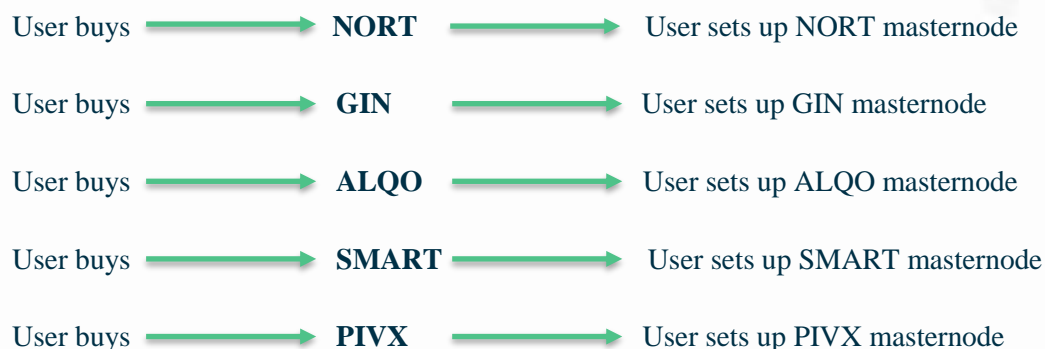 User buys NORT User sets up NORT masternode
User buys GIN User sets up GIN masternode
User buys ALQO User sets up ALQO masternode
User buys SMART User sets up SMART masternode
User buys PIVX User sets up PIVX masternode